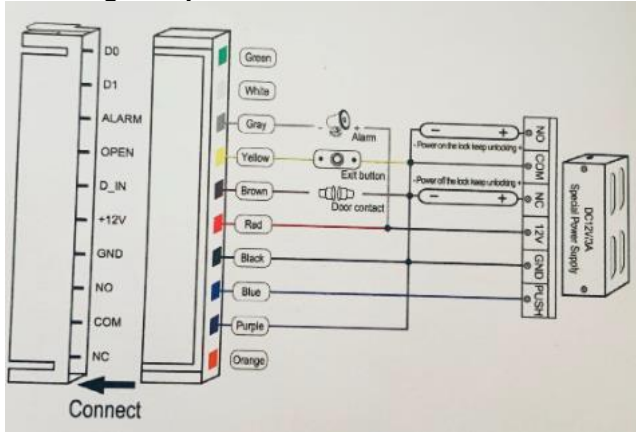 D0
Green
D1
White
ALARM
Gray
- +
Alarm
OPEN
Yellow
Exit button
D_IN
Brown
Door contact
+12V
Red
GND
Black
NO
Blue
COM
Purple
NC
Orange
Connect
- +
- Power on the lock keep unlocking +
- Power off the lock keep unlocking +
- +
NO
COM
NC
12V
GND
PUSH
DC12V/3A
Special Power Supply